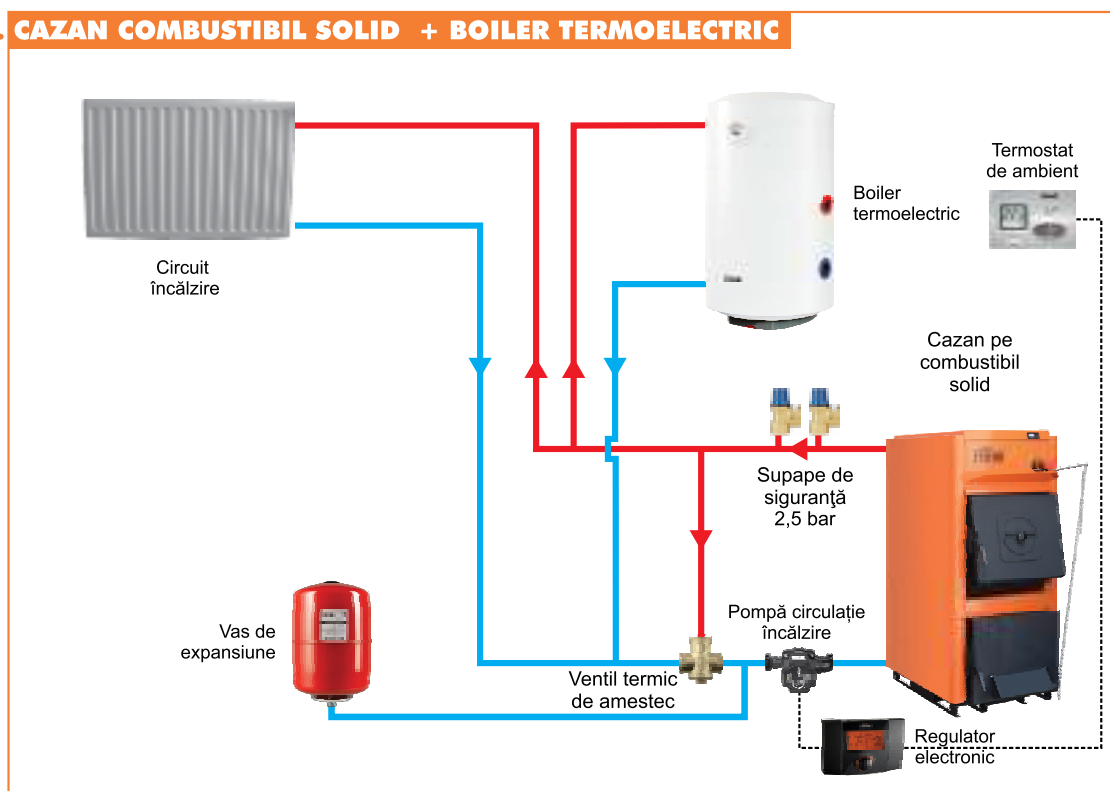 CAZAN COMBUSTIBIL SOLID + BOILER TERMOELECTRIC
Termostat
de ambient
Boiler
termoelectric
Circuit
încălzire
Cazan pe
combustibil
solid
Supape de
siguranţă
2,5 bar
Pompă circulație
încălzire
Vas de
expansiune
Ventil termic
de amestec
Regulator
electronic